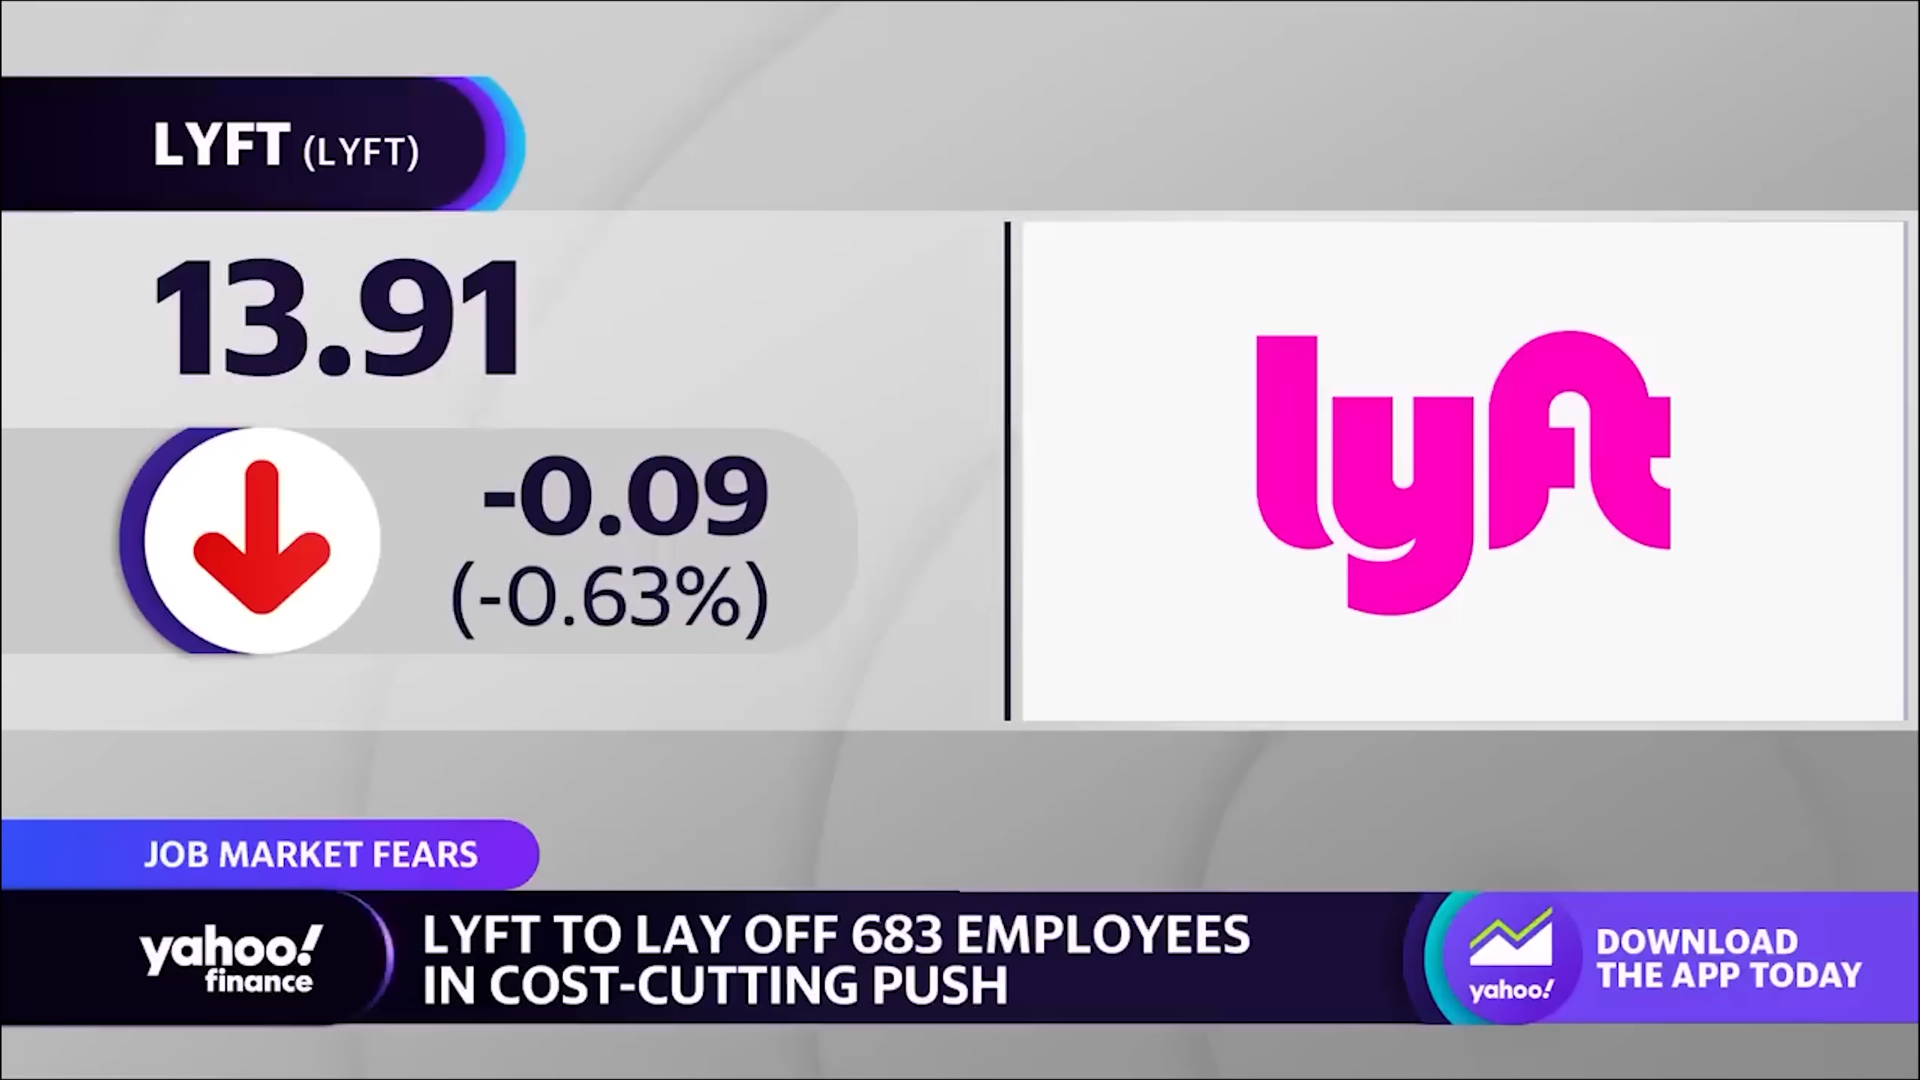 LYFT (LYFT)
13.91
-0.09
(-0.63%)
lyft
JOB MARKET FEARS
yahoo!
finance
LYFT TO LAY OFF 683 EMPLOYEES
IN COST-CUTTING PUSH
yahoo!
DOWNLOAD
THE APP TODAY